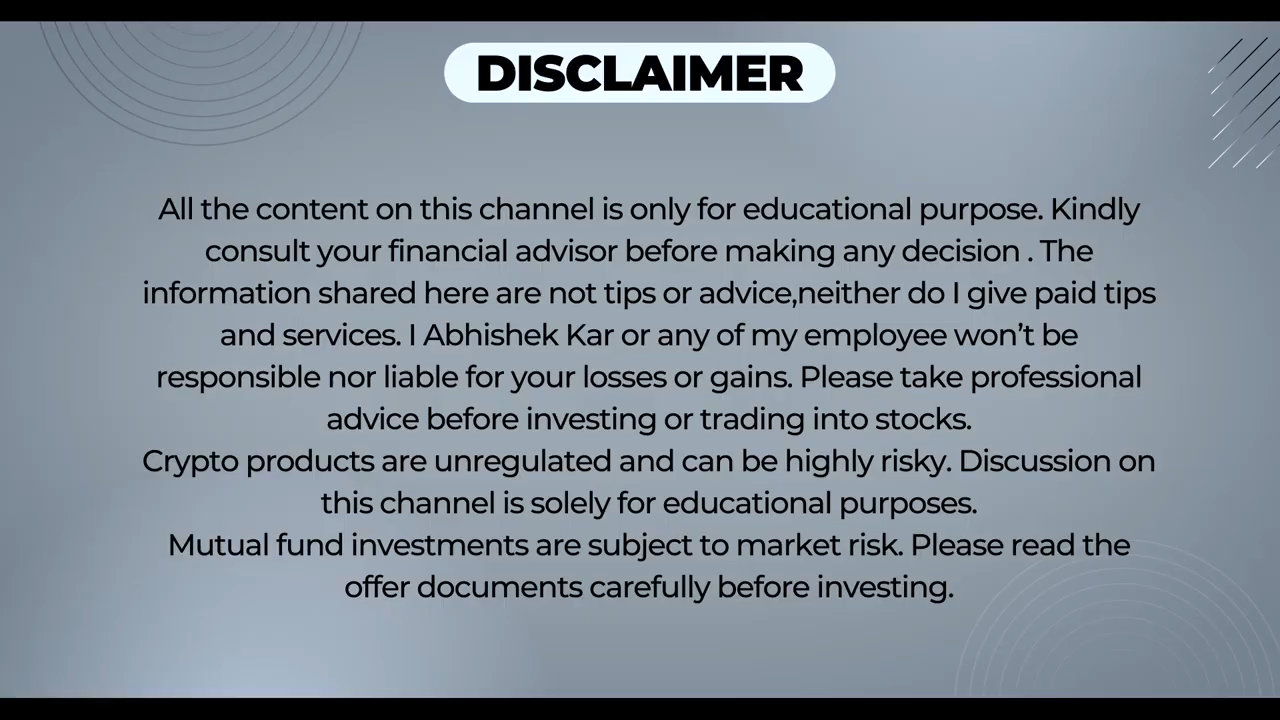 DISCLAIMER
All the content on this channel is only for educational purpose. Kindly
consult your financial advisor before making any decision . The
information shared here are not tips or advice,neither do I give paid tips
and services. I Abhishek Kar or any of my employee won’t be
responsible nor liable for your losses or gains. Please take professional
advice before investing or trading into stocks.
Crypto products are unregulated and can be highly risky. Discussion on
this channel is solely for educational purposes.
Mutual fund investments are subject to market risk. Please read the
offer documents carefully before investing.